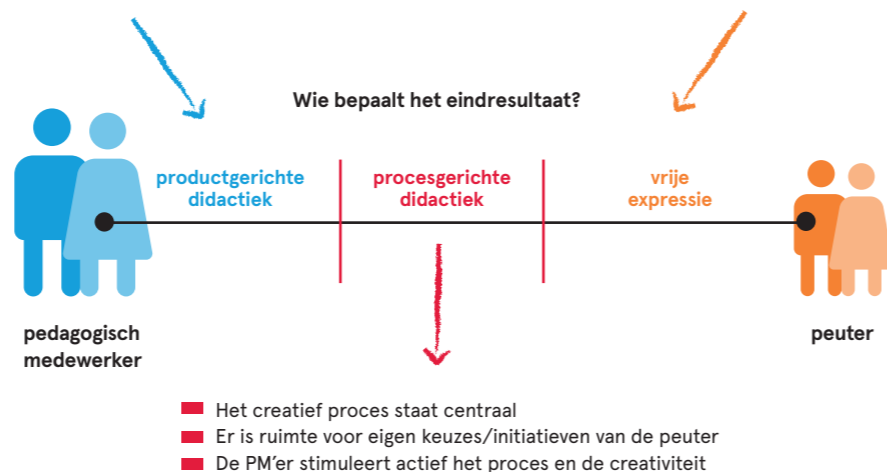 Wie bepaalt het eindresultaat?
productgerichte
didactiek
procesgerichte
didactiek
vrije
expressie
pedagogisch
medewerker
peuter
Het creatief proces staat centraal
Er is ruimte voor eigen keuzes/initiatieven van de peuter
De PM'er stimuleert actief het proces en de creativiteit